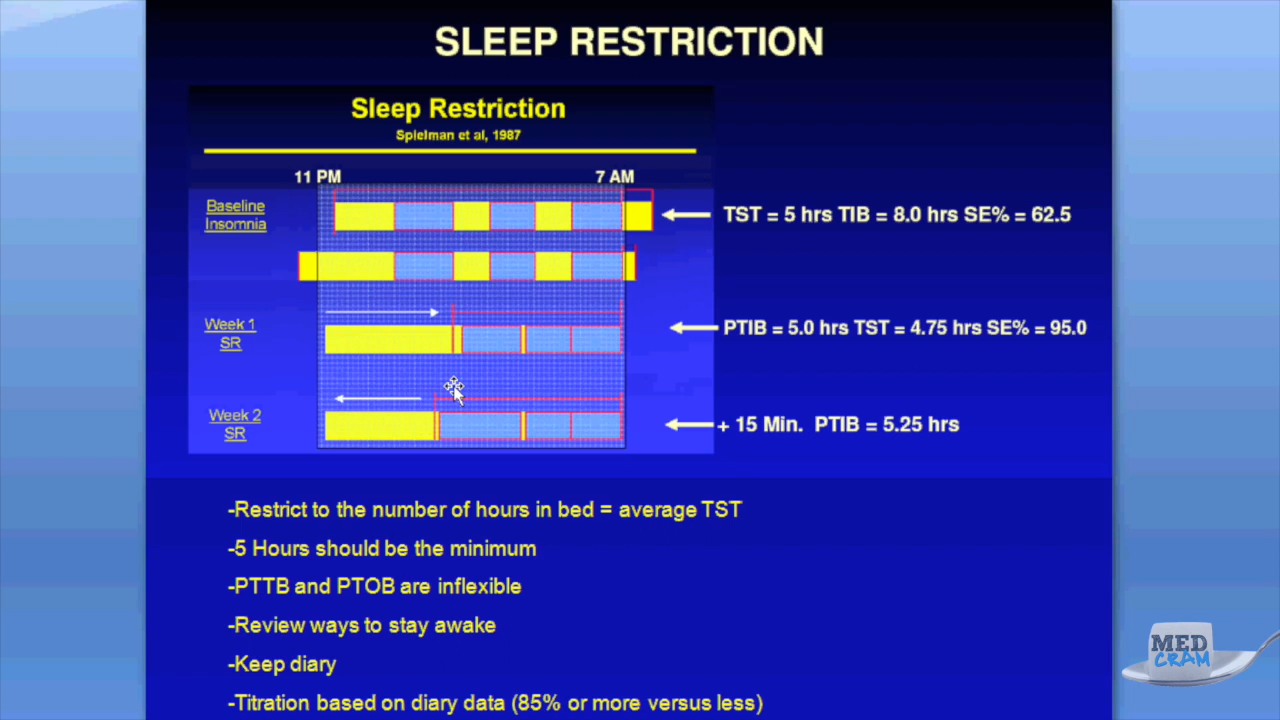 SLEEP RESTRICTION
Sleep Restriction
Spielman et al, 1987
11 PM 7 AM
Baseline
Insomnia
TST = 5 hrs TIB = 8.0 hrs SE% = 62.5
Week 1
SR
PTIB = 5.0 hrs TST = 4.75 hrs SE% = 95.0
Week 2
SR
+ 15 Min. PTIB = 5.25 hrs
-Restrict to the number of hours in bed = average TST
-5 Hours should be the minimum
-PTTB and PTOB are inflexible
-Review ways to stay awake
-Keep diary
-Titration based on diary data (85% or more versus less)
MED
CRAM